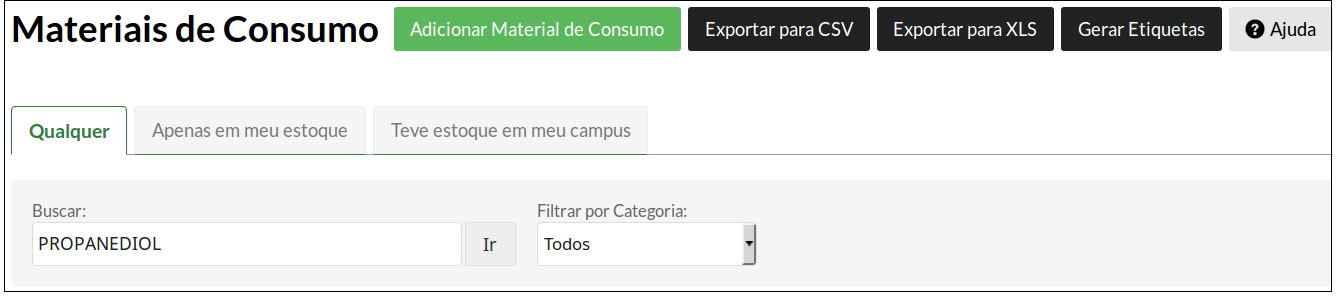 Materiais de Consumo Adicionar Material de Consumo Exportar para CSV Exportar para XLS Gerar Etiquetas ? Ajuda
Qualquer Apenas em meu estoque Teve estoque em meu campus
Buscar: Filtrar por Categoria:
PROPANEDIOL Ir Todos